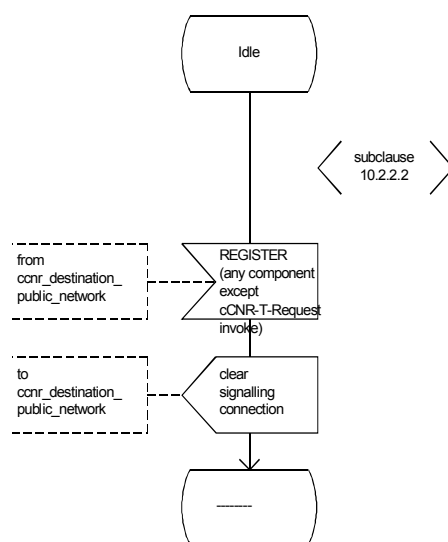 Idle
subclause
10.2.2.2
from
ccnr_destination_
public_network
REGISTER
(any component
except
cCNR-T-Request
invoke)
to
ccnr_destination_
public_network
clear
signalling
connection
--------